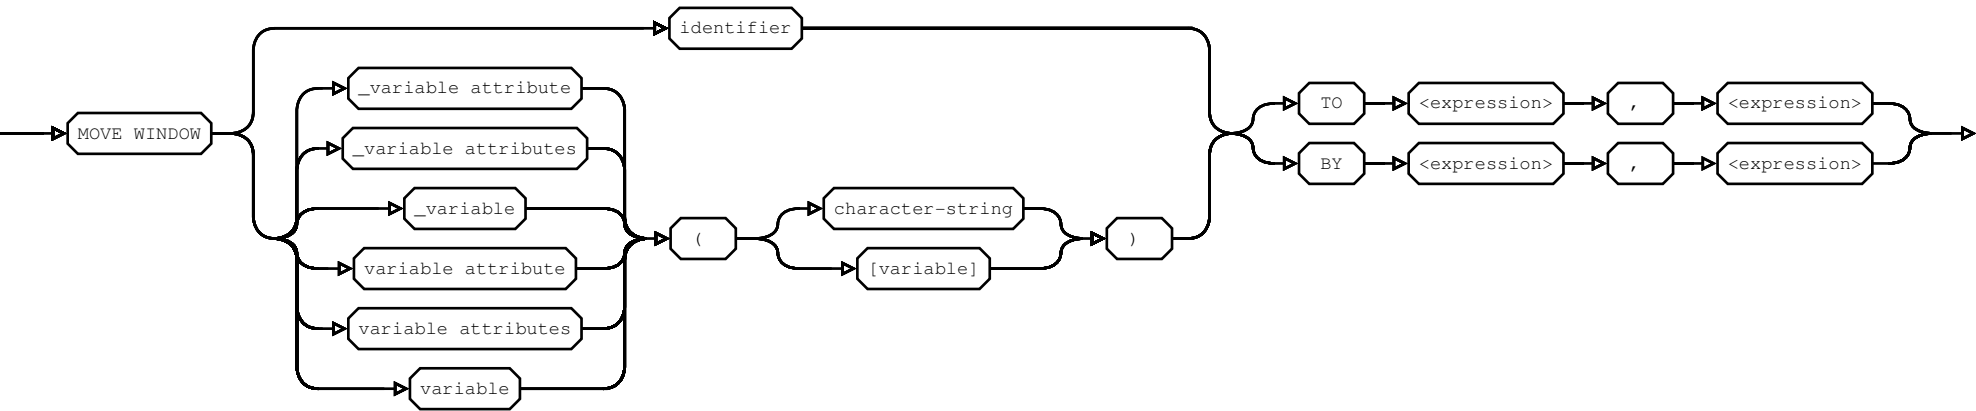 identifier
_variable attribute
TO <expression> , <expression>
MOVE WINDOW
_variable attributes
BY <expression> , <expression>
_variable
character-string
( )
variable attribute
[variable]
variable attributes
variable